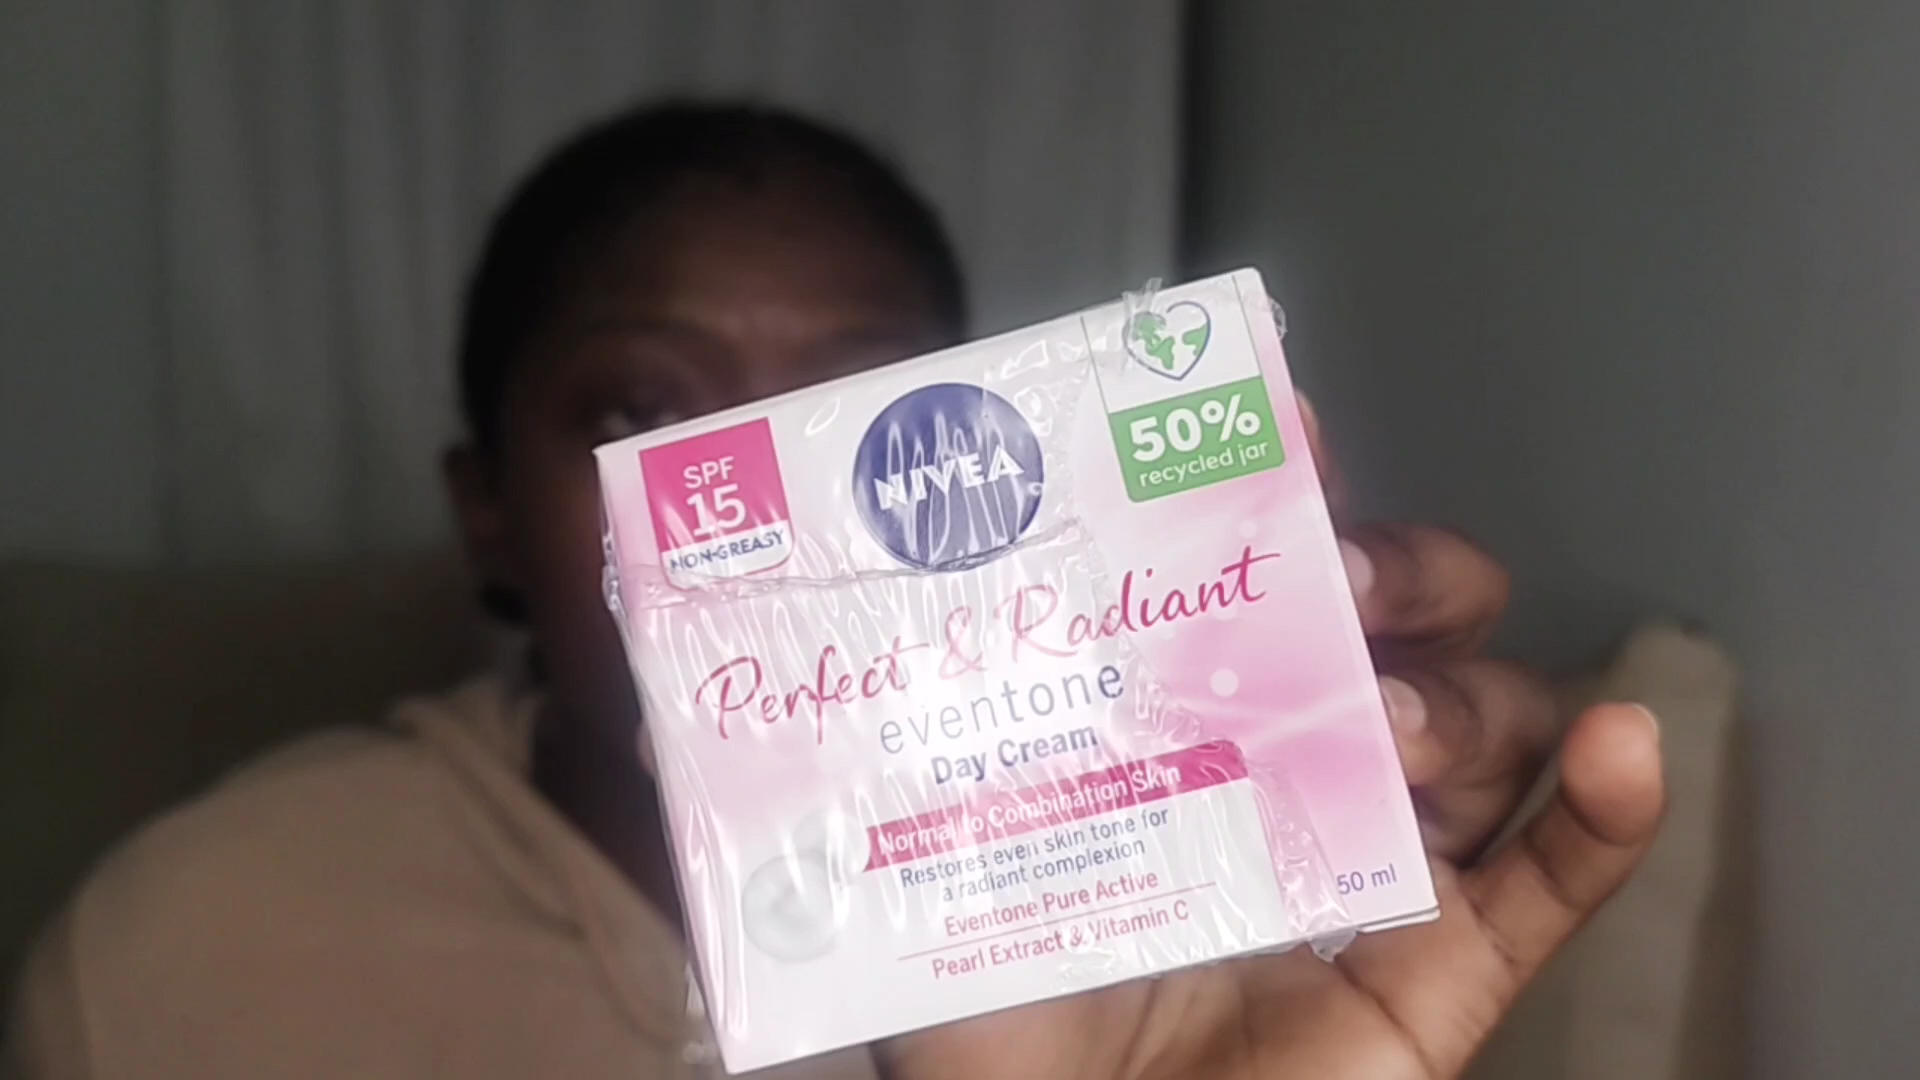 SPF
15
NON-GREASY
NIVEA
50%
recycled jar
Perfect & Radiant
eventone
Day Cream
Normal to Combination Skin
Restores even skin tone for
a radiant complexion
Eventone Pure Active
Pearl Extract & Vitamin C
50 ml